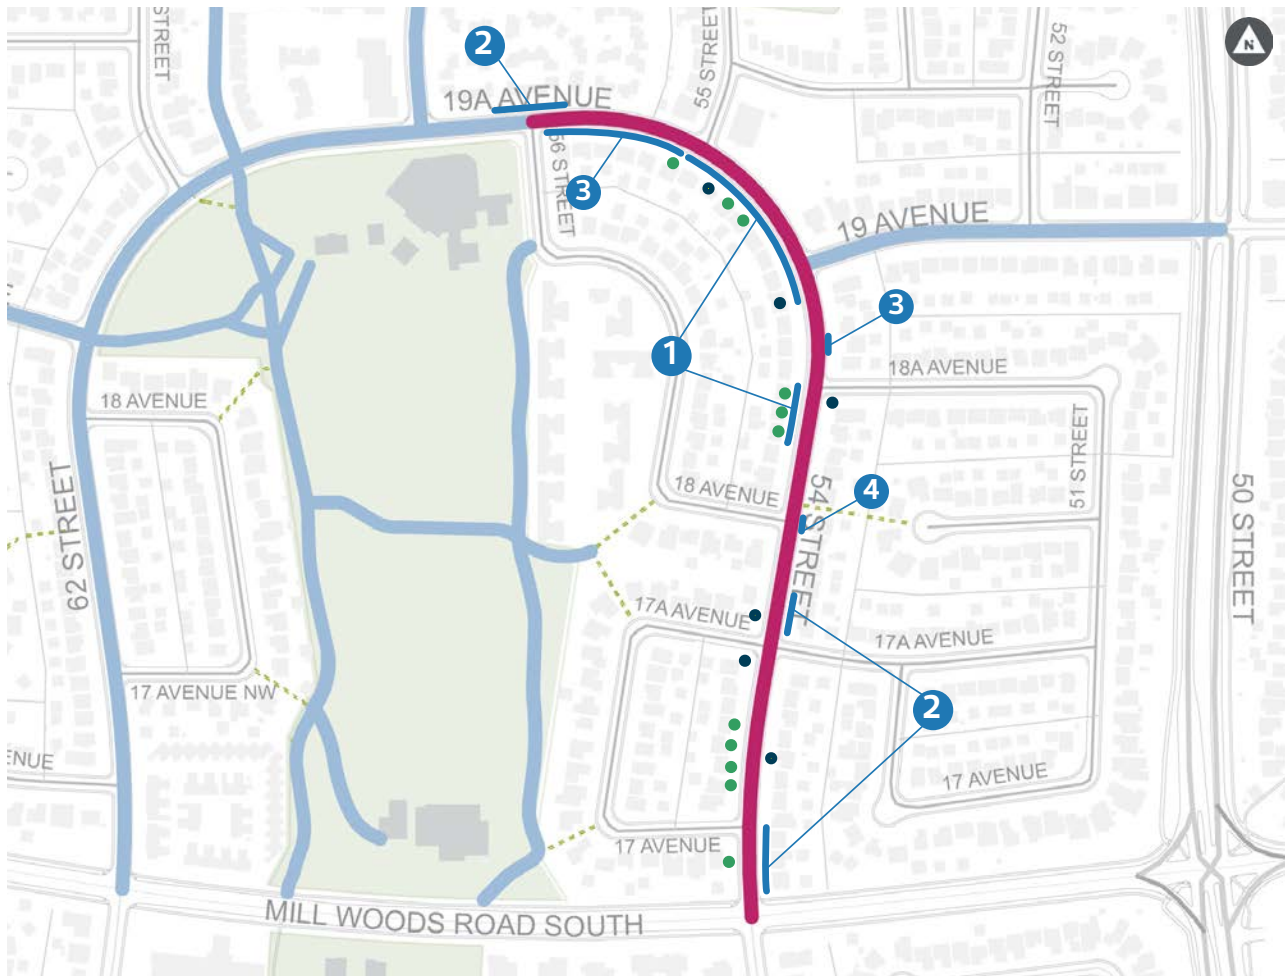 STREET
2
19A AVENUE
55 STREET
52 STREET
N
56 STREET
3
19 AVENUE
3
1
18A AVENUE
18 AVENUE
51 STREET
62 STREET
18 AVENUE
4
54 STREET
50 STREET
17A AVENUE
17A AVENUE
17 AVENUE NW
2
ENUE
17 AVENUE
17 AVENUE
MILL WOODS ROAD SOUTH